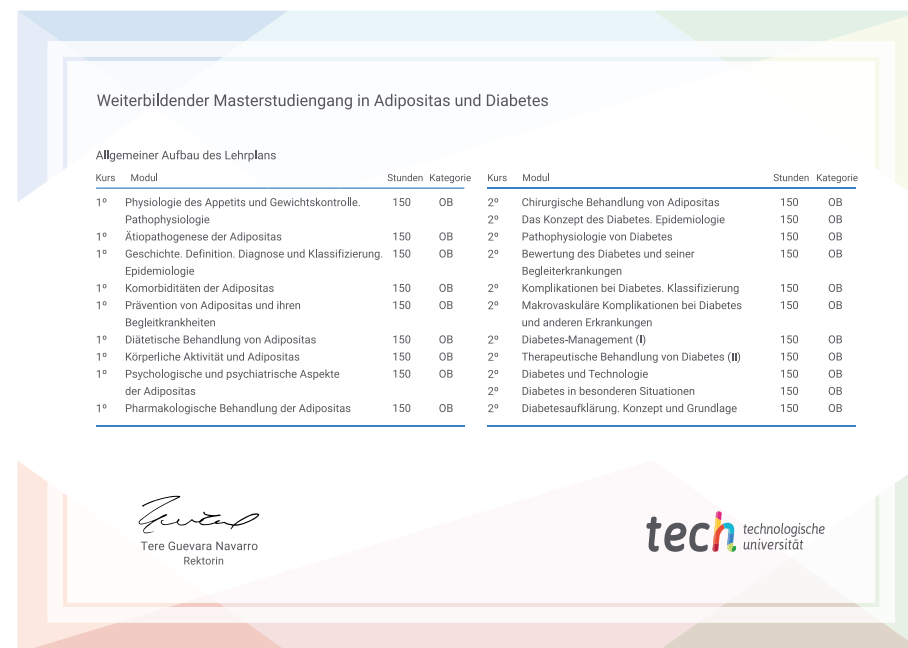 Weiterbildender Masterstudiengang in Adipositas und Diabetes
Allgemeiner Aufbau des Lehrplans
Kurs Modul Stunden Kategorie
1º Physiologie des Appetits und Gewichtskontrolle. 150 OB
Pathophysiologie
1º Ätiopathogenese der Adipositas 150 OB
1º Geschichte. Definition. Diagnose und Klassifizierung. 150 OB
Epidemiologie
1º Komorbiditäten der Adipositas 150 OB
1º Prävention von Adipositas und ihren 150 OB
Begleitkrankheiten
1º Diätetische Behandlung von Adipositas 150 OB
1º Körperliche Aktivität und Adipositas 150 OB
1º Psychologische und psychiatrische Aspekte 150 OB
der Adipositas
1º Pharmakologische Behandlung der Adipositas 150 OB
Kurs Modul Stunden Kategorie
2º Chirurgische Behandlung von Adipositas 150 OB
2º Das Konzept des Diabetes. Epidemiologie 150 OB
2º Pathophysiologie von Diabetes 150 OB
2º Bewertung des Diabetes und seiner 150 OB
Begleiterkrankungen
2º Komplikationen bei Diabetes. Klassifizierung 150 OB
2º Makrovaskuläre Komplikationen bei Diabetes 150 OB
und anderen Erkrankungen
2º Diabetes-Management (I) 150 OB
2º Therapeutische Behandlung von Diabetes (II) 150 OB
2º Diabetes und Technologie 150 OB
2º Diabetes in besonderen Situationen 150 OB
2º Diabetesaufklärung. Konzept und Grundlage 150 OB
Tere Guevara Navarro
Rektorin
tech technologische
universität